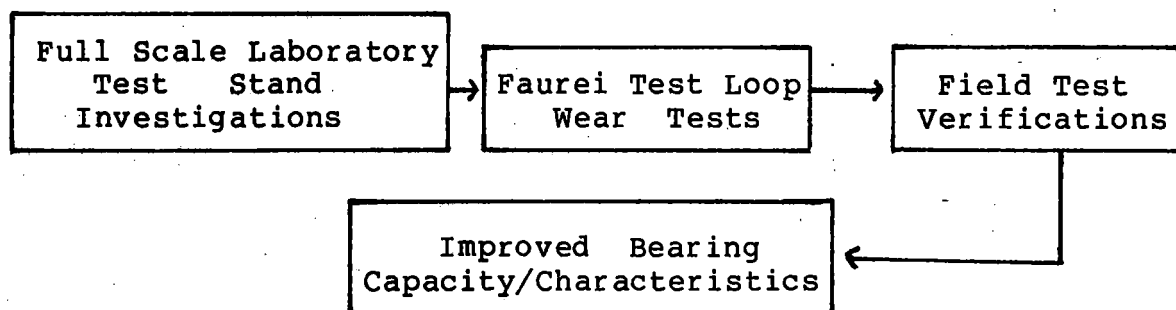 Full Scale Laboratory
Test Stand
Investigations
Faurei Test Loop
Wear Tests
Field Test
Verifications
Improved Bearing
Capacity/Characteristics